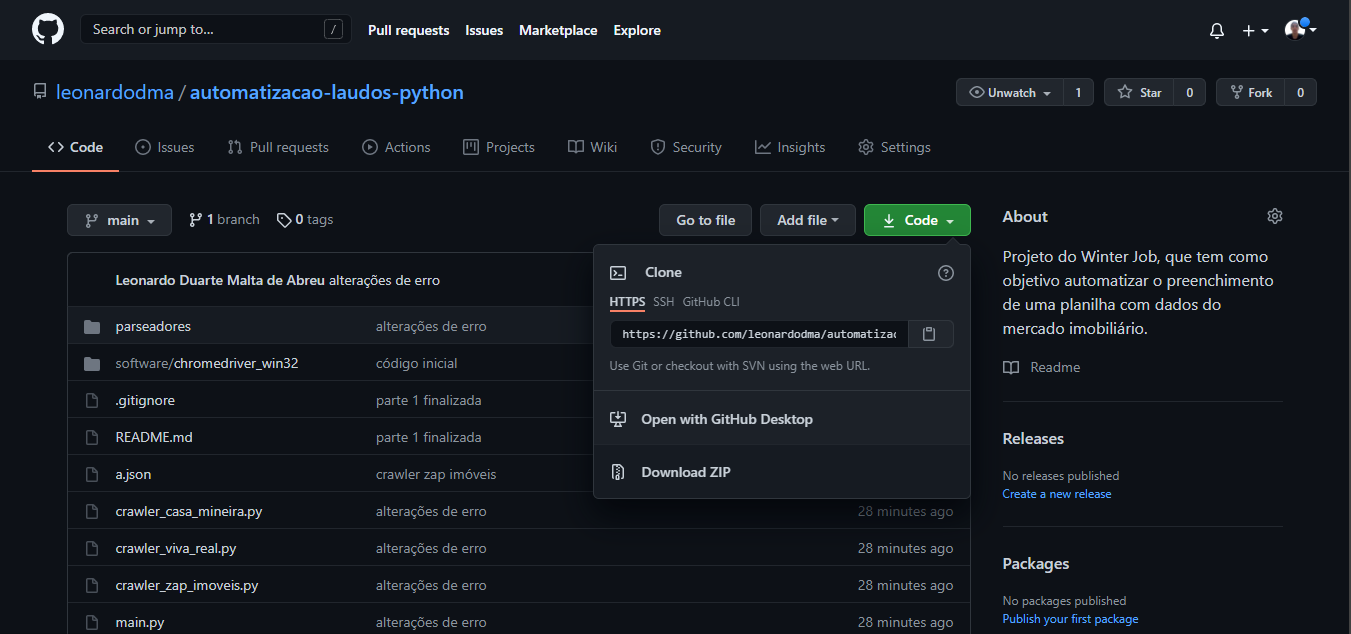 Search or jump to... /
Pull requests Issues Marketplace Explore
leonardodma / automatizacao-laudos-python
Unwatch 1 Star 0 Fork 0
Code Issues Pull requests Actions Projects Wiki Security Insights Settings
main 1 branch 0 tags
Go to file Add file Code
Leonardo Duarte Malta de Abreu alterações de erro
parseadores alterações de erro
software/chromedriver_win32 código inicial
.gitignore parte 1 finalizada
README.md parte 1 finalizada
a.json crawler zap imóveis
crawler_casa_mineira.py alterações de erro 28 minutes ago
crawler_viva_real.py alterações de erro 28 minutes ago
crawler_zap_imoveis.py alterações de erro 28 minutes ago
main.py alterações de erro 28 minutes ago
Clone
HTTPS SSH GitHub CLI
https://github.com/leonardodma/automatizac
Use Git or checkout with SVN using the web URL.
Open with GitHub Desktop
Download ZIP
About
Projeto do Winter Job, que tem como
objetivo automatizar o preenchimento
de uma planilha com dados do
mercado imobiliário.
Readme
Releases
No releases published
Create a new release
Packages
No packages published
Publish your first package